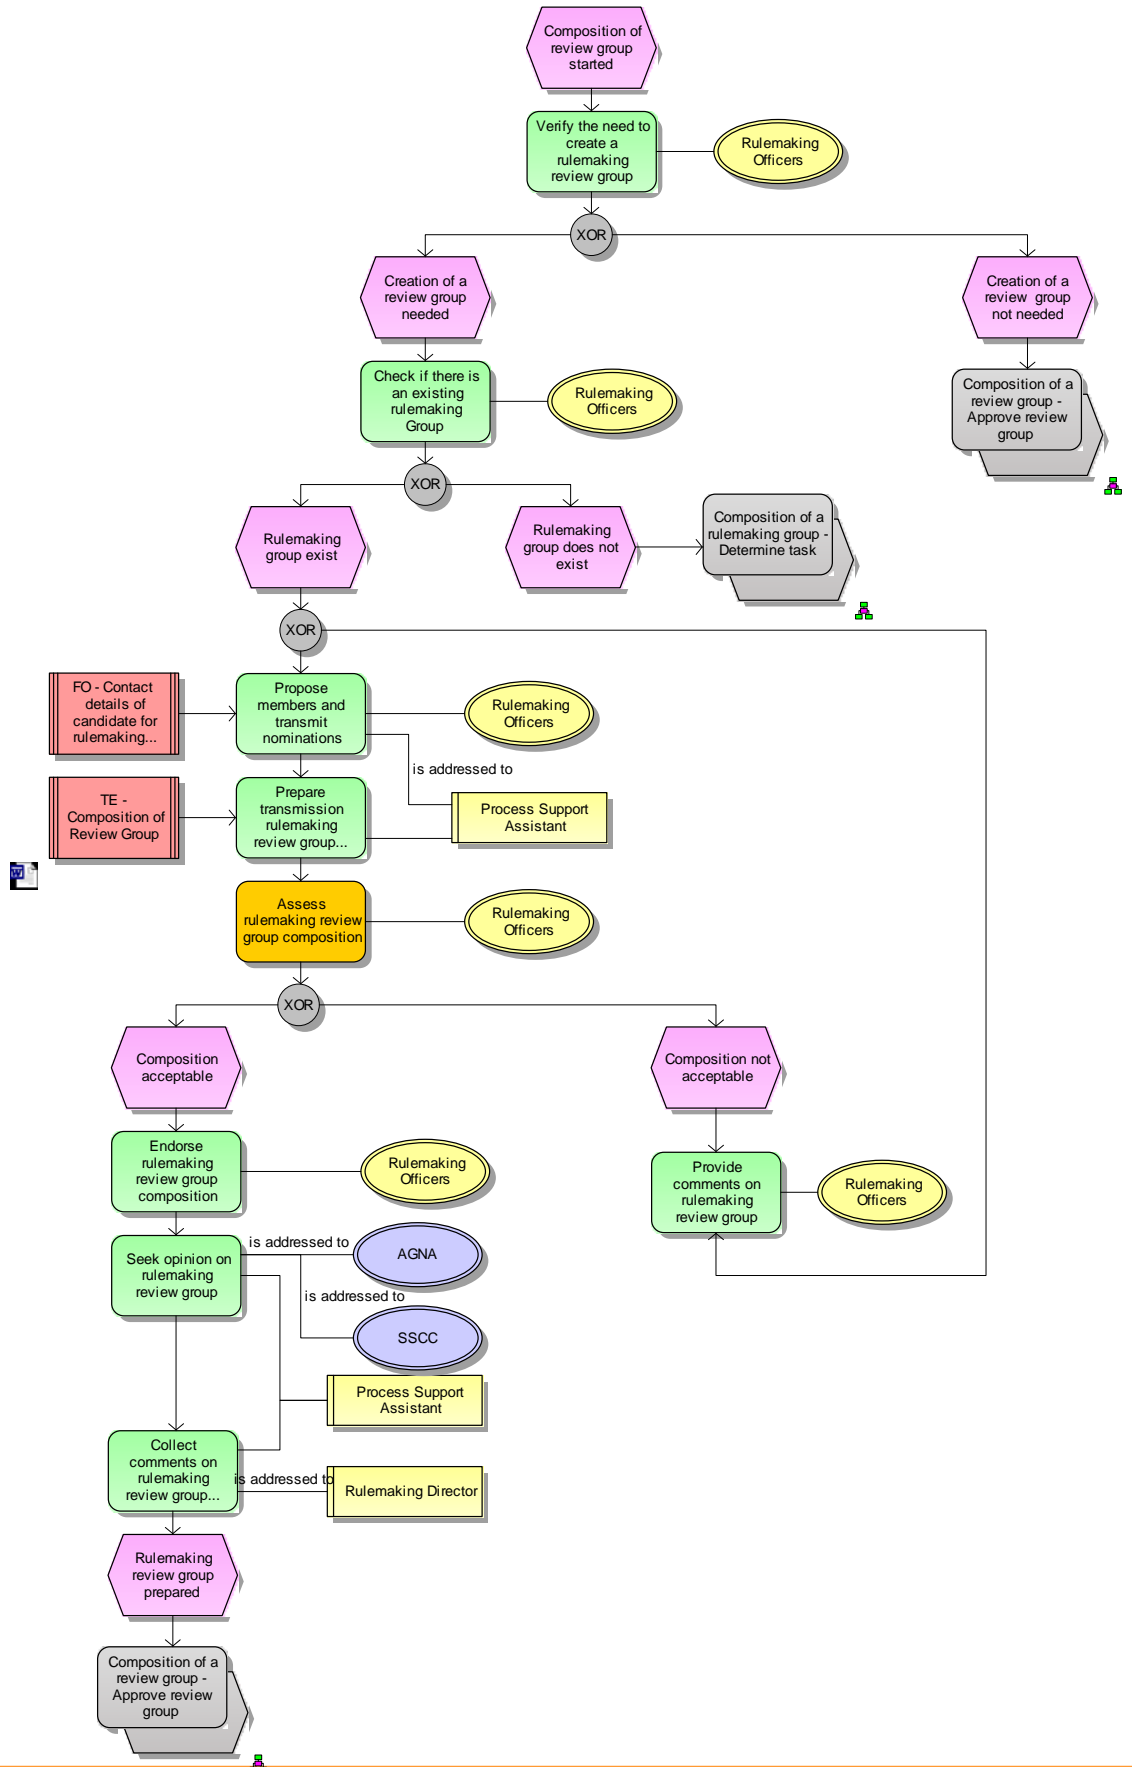 Composition of
review group
started
Verify the need to
create a
rulemaking
review group
Rulemaking
Officers
XOR
Creation of a
review group
needed
Creation of a
review group
not needed
Check if there is
an existing
rulemaking
Group
Rulemaking
Officers
Composition of a
review group -
Approve review
group
XOR
Rulemaking
group exist
Rulemaking
group does not
exist
Composition of a
rulemaking group -
Determine task
XOR
FO - Contact
details of
candidate for
rulemaking...
Propose
members and
transmit
nominations
Rulemaking
Officers
is addressed to
TE -
Composition of
Review Group
Prepare
transmission
rulemaking
review group...
Process Support
Assistant
W
Assess
rulemaking review
group composition
Rulemaking
Officers
XOR
Composition
acceptable
Composition not
acceptable
Endorse
rulemaking
review group
composition
Rulemaking
Officers
Provide
comments on
rulemaking
review group
Rulemaking
Officers
Seek opinion on
rulemaking
review group
is addressed to
AGNA
is addressed to
SSCC
Process Support
Assistant
Collect
comments on
rulemaking
review group...
is addressed to
Rulemaking Director
Rulemaking
review group
prepared
Composition of a
review group -
Approve review
group